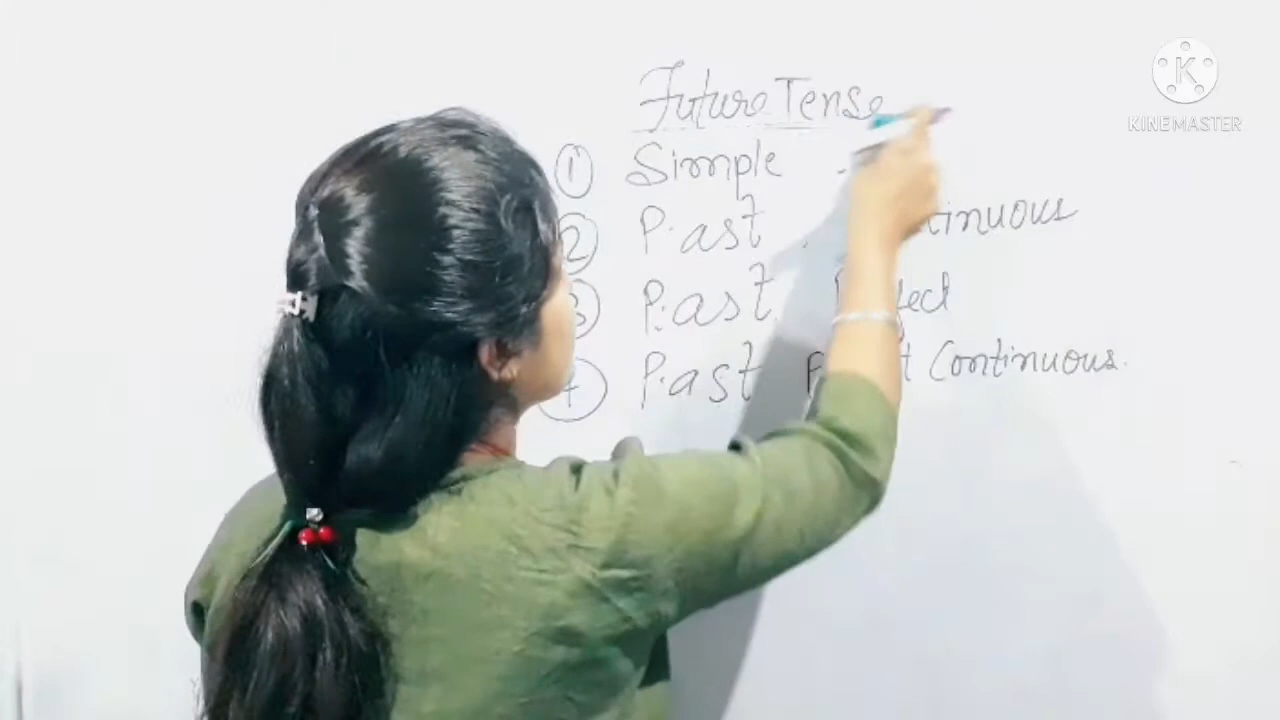 Future Tense
① Simple
② Past
③ Past
④ Past Continuous.
K
KINEMASTER